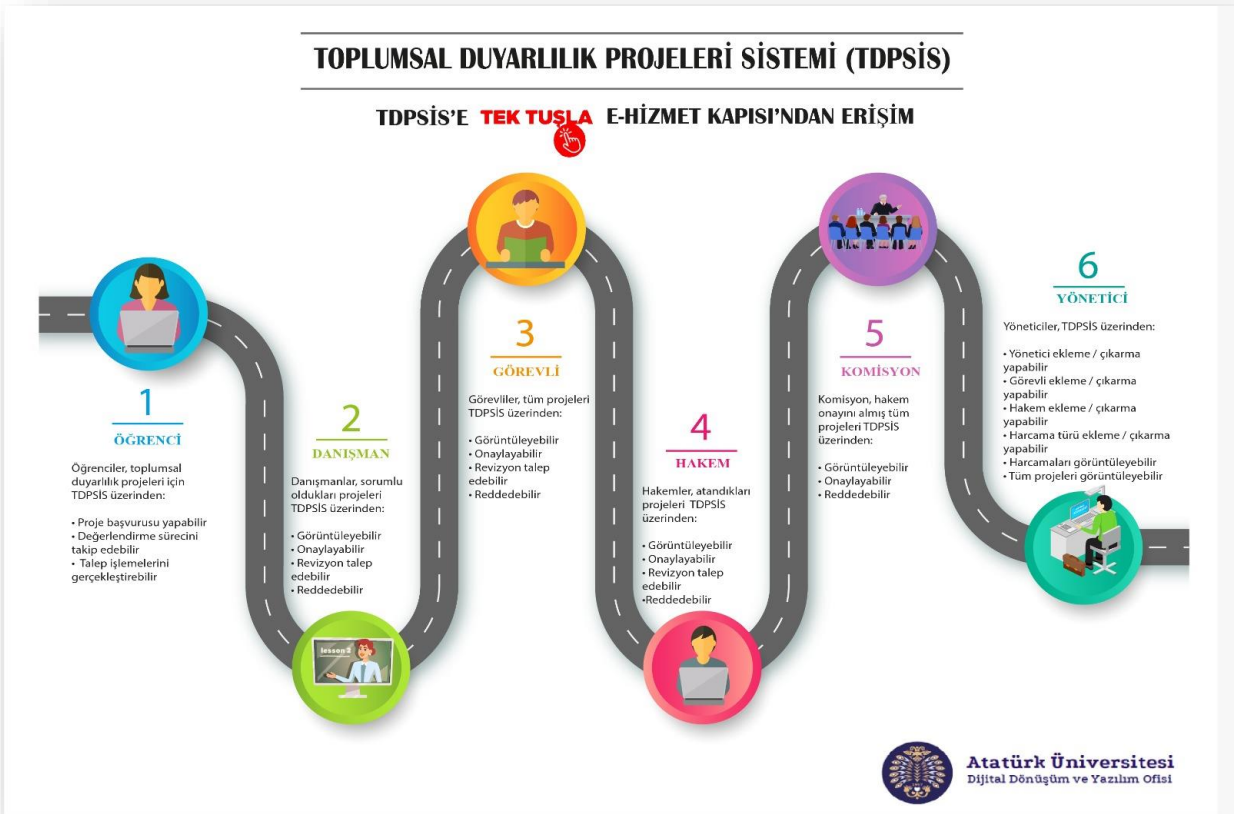 TOPLUMSAL DUYARLILIK PROJELERİ SİSTEMİ (TDPSİS)
TDPSİS'E TEK TUŞLA E-HİZMET KAPISI'NDAN ERİŞİM
1
ÖĞRENCİ
Öğrenciler, toplumsal
duyarlılık projeleri için
TDPSİS üzerinden:
• Proje başvurusu yapabilir
• Değerlendirme sürecini
takip edebilir
• Talep işlemelerini
gerçekleştirebilir
2
DANIŞMAN
Danışmanlar, sorumlu
oldukları projeleri
TDPSİS üzerinden:
• Görüntüleyebilir
• Onaylayabilir
• Revizyon talep
edebilir
• Reddedebilir
lesson 2
3
GÖREVLİ
Görevliler, tüm projeleri
TDPSİS üzerinden:
• Görüntüleyebilir
• Onaylayabilir
• Revizyon talep
edebilir
• Reddedebilir
4
HAKEM
Hakemler, atandıkları
projeleri TDPSİS
üzerinden:
• Görüntüleyebilir
• Onaylayabilir
• Revizyon talep
edebilir
•Reddedebilir
5
KOMİSYON
Komisyon, hakem
onayını almış tüm
projeleri TDPSİS
üzerinden:
• Görüntüleyebilir
• Onaylayabilir
• Reddedebilir
6
YÖNETİCİ
Yöneticiler, TDPSİS üzerinden:
• Yönetici ekleme / çıkarma
yapabilir
• Görevli ekleme / çıkarma
yapabilir
• Hakem ekleme / çıkarma
yapabilir
• Harcama türü ekleme / çıkarma
yapabilir
• Harcamaları görüntüleyebilir
• Tüm projeleri görüntüleyebilir
Atatürk Üniversitesi
Dijital Dönüşüm ve Yazılım Ofisi